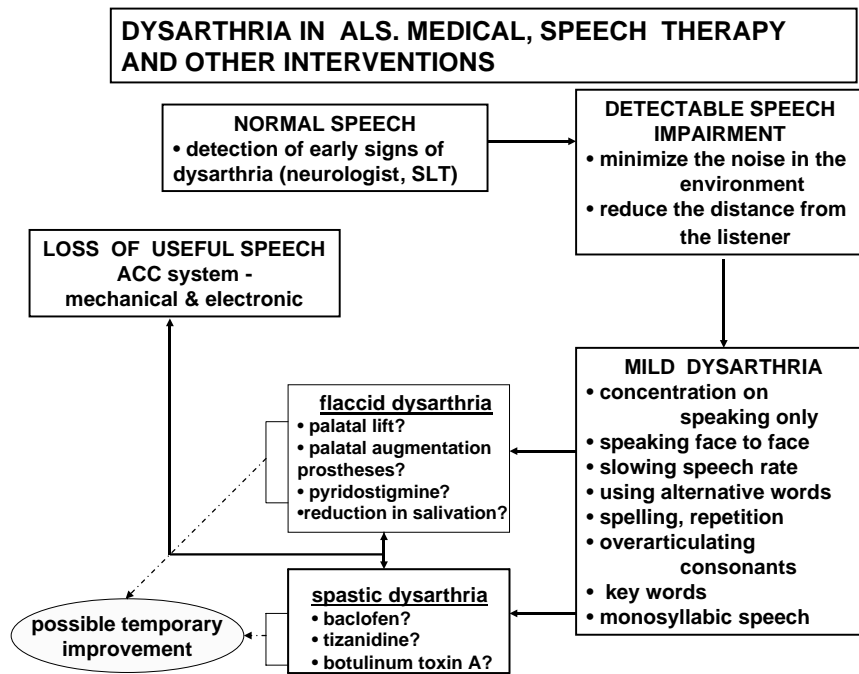 DYSARTHRIA IN ALS. MEDICAL, SPEECH THERAPY
AND OTHER INTERVENTIONS
NORMAL SPEECH
• detection of early signs of
dysarthria (neurologist, SLT)
DETECTABLE SPEECH
IMPAIRMENT
• minimize the noise in the
environment
• reduce the distance from
the listener
LOSS OF USEFUL SPEECH
ACC system -
mechanical & electronic
MILD DYSARTHRIA
• concentration on
speaking only
• speaking face to face
• slowing speech rate
• using alternative words
• spelling, repetition
• overarticulating
consonants
• key words
• monosyllabic speech
flaccid dysarthria
• palatal lift?
• palatal augmentation
prostheses?
• pyridostigmine?
•reduction in salivation?
spastic dysarthria
• baclofen?
• tizanidine?
• botulinum toxin A?
possible temporary
improvement